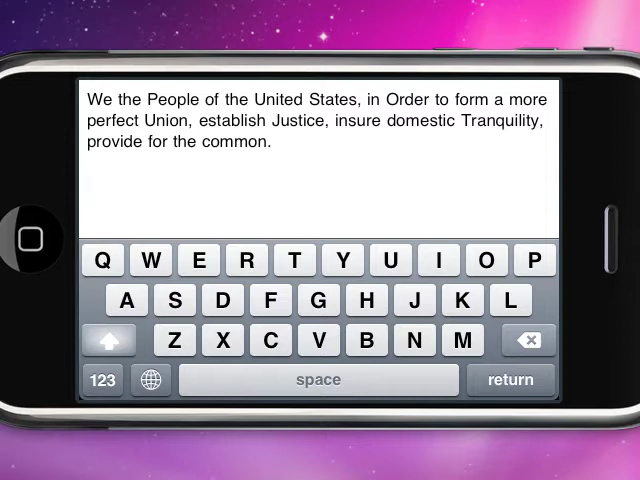 We the People of the United States, in Order to form a more
perfect Union, establish Justice, insure domestic Tranquility,
provide for the common.
Q W E R T Y U I O P
A S D F G H J K L
Z X C V B N M
123 space return